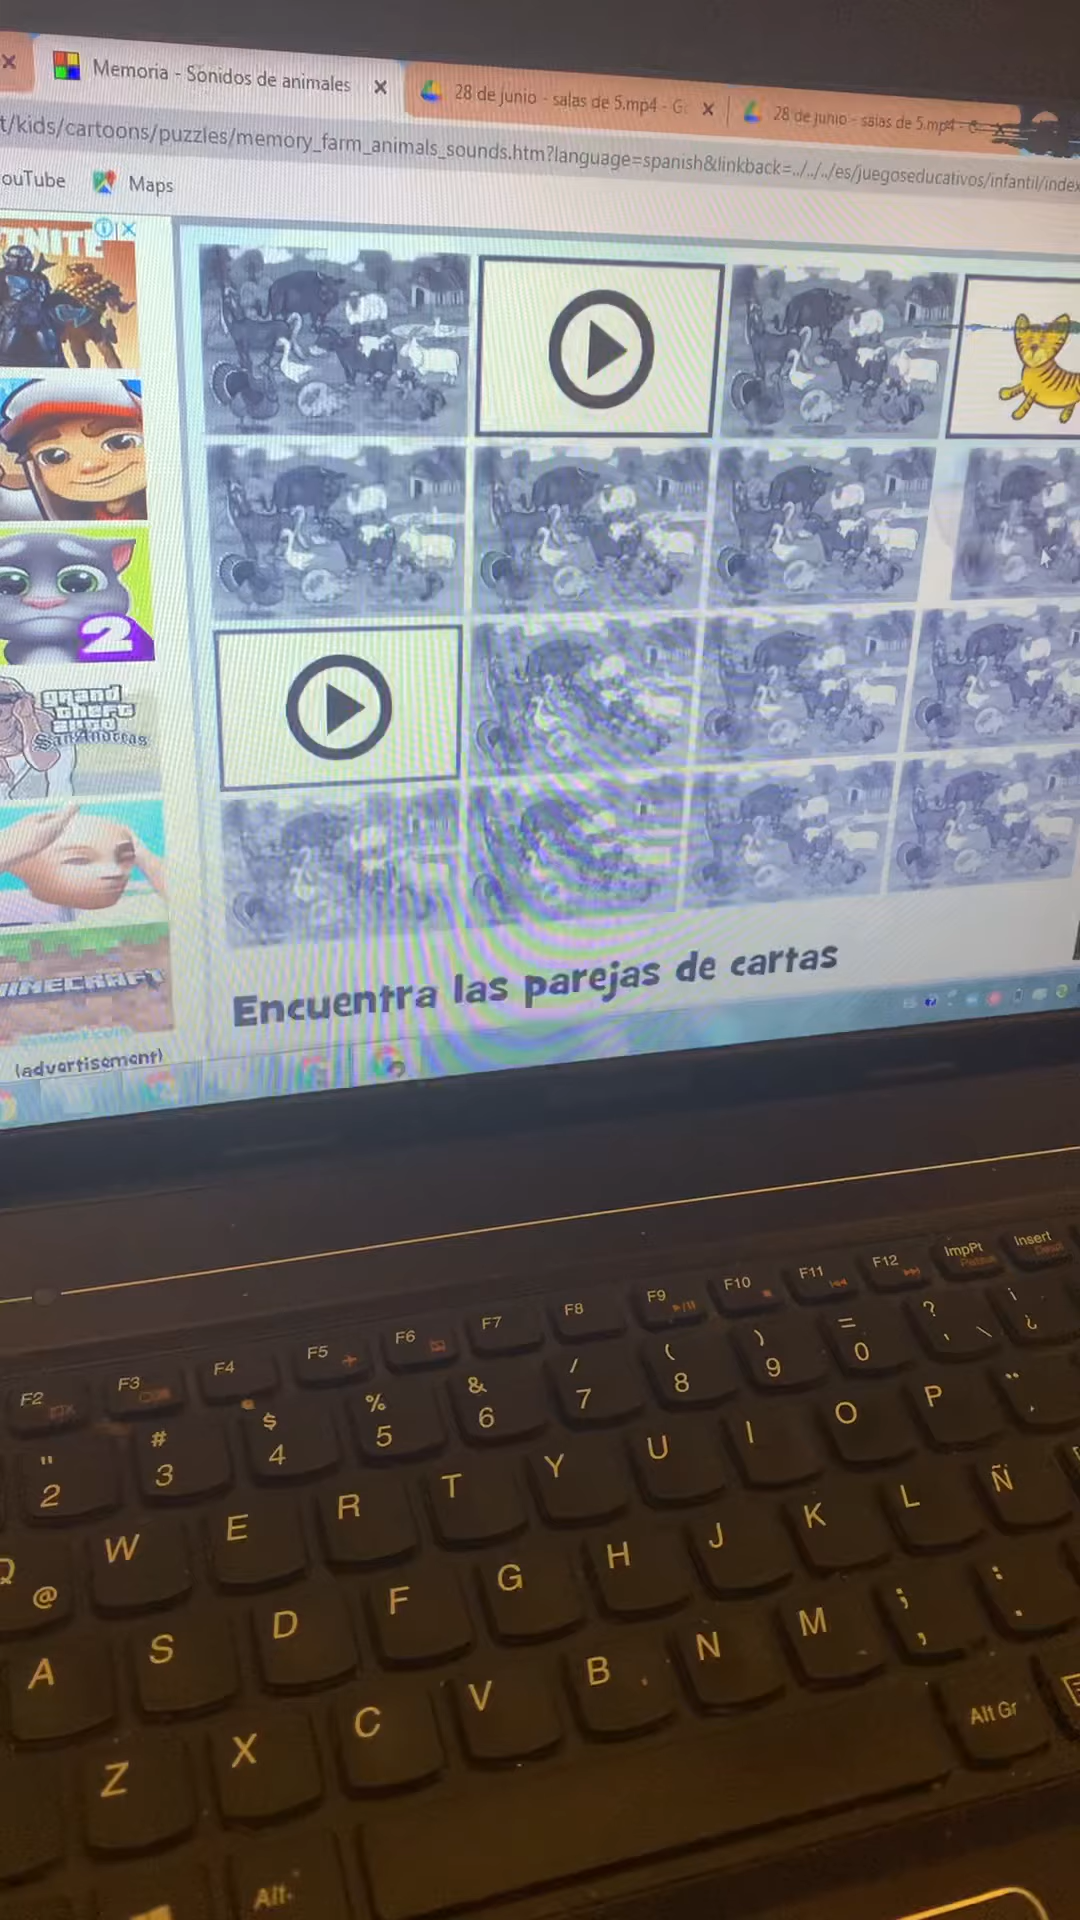 Memoria - Sonidos de animales
28 de junio - salas de 5.mp4 - G
28 de junio - salas de 5.mp4 -
t/kids/cartoons/puzzles/memory_farm_animals_sounds.htm?language=spanish&linkback=../../../es/juegoseducativos/infantil/index
ouTube
Maps
TNITE
2
grand
theft
auto
SanAndreas
MINECRAFT
(advertisement)
Encuentra las parejas de cartas
F2 F3 F4 F5 F6 F7 F8 F9 F10 F11 F12 ImpPt Insert
" # $ % & / ( ) = ? ¡
2 3 4 5 6 7 8 9 0 ' \ ¿
W E R T Y U I O P ¨
@ A S D F G H J K L Ñ
Z X C V B N M ; , : .
Alt Alt Gr